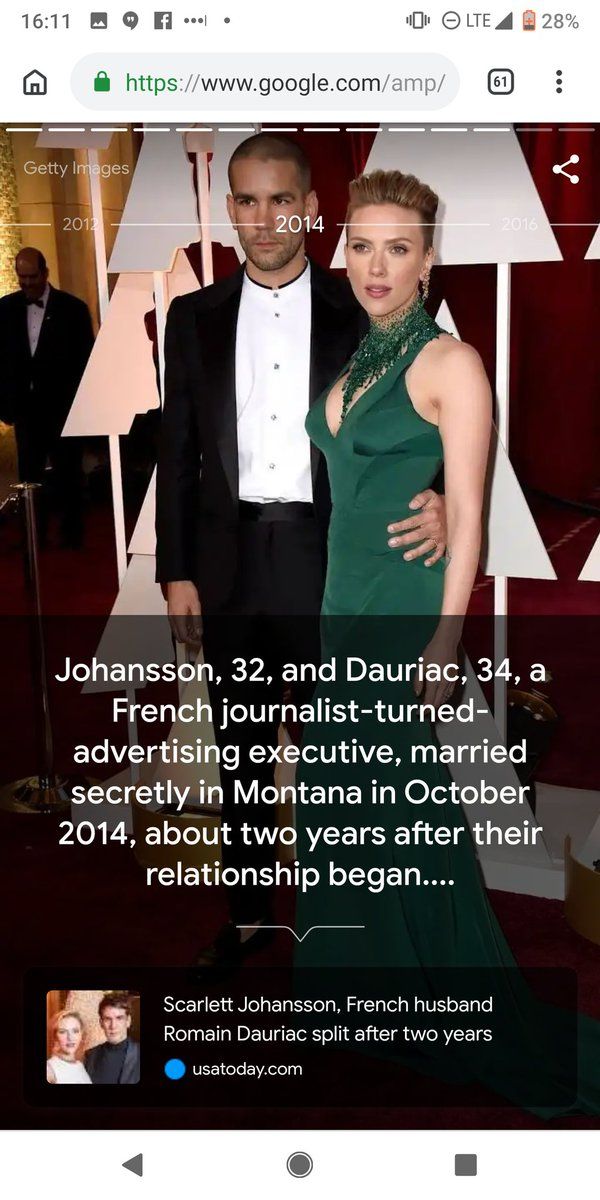 16:11
LTE 28%
https://www.google.com/amp/
61
Getty Images
2012 2014 2016
Johansson, 32, and Dauriac, 34, a
French journalist-turned-
advertising executive, married
secretly in Montana in October
2014, about two years after their
relationship began....
Scarlett Johansson, French husband
Romain Dauriac split after two years
usatoday.com